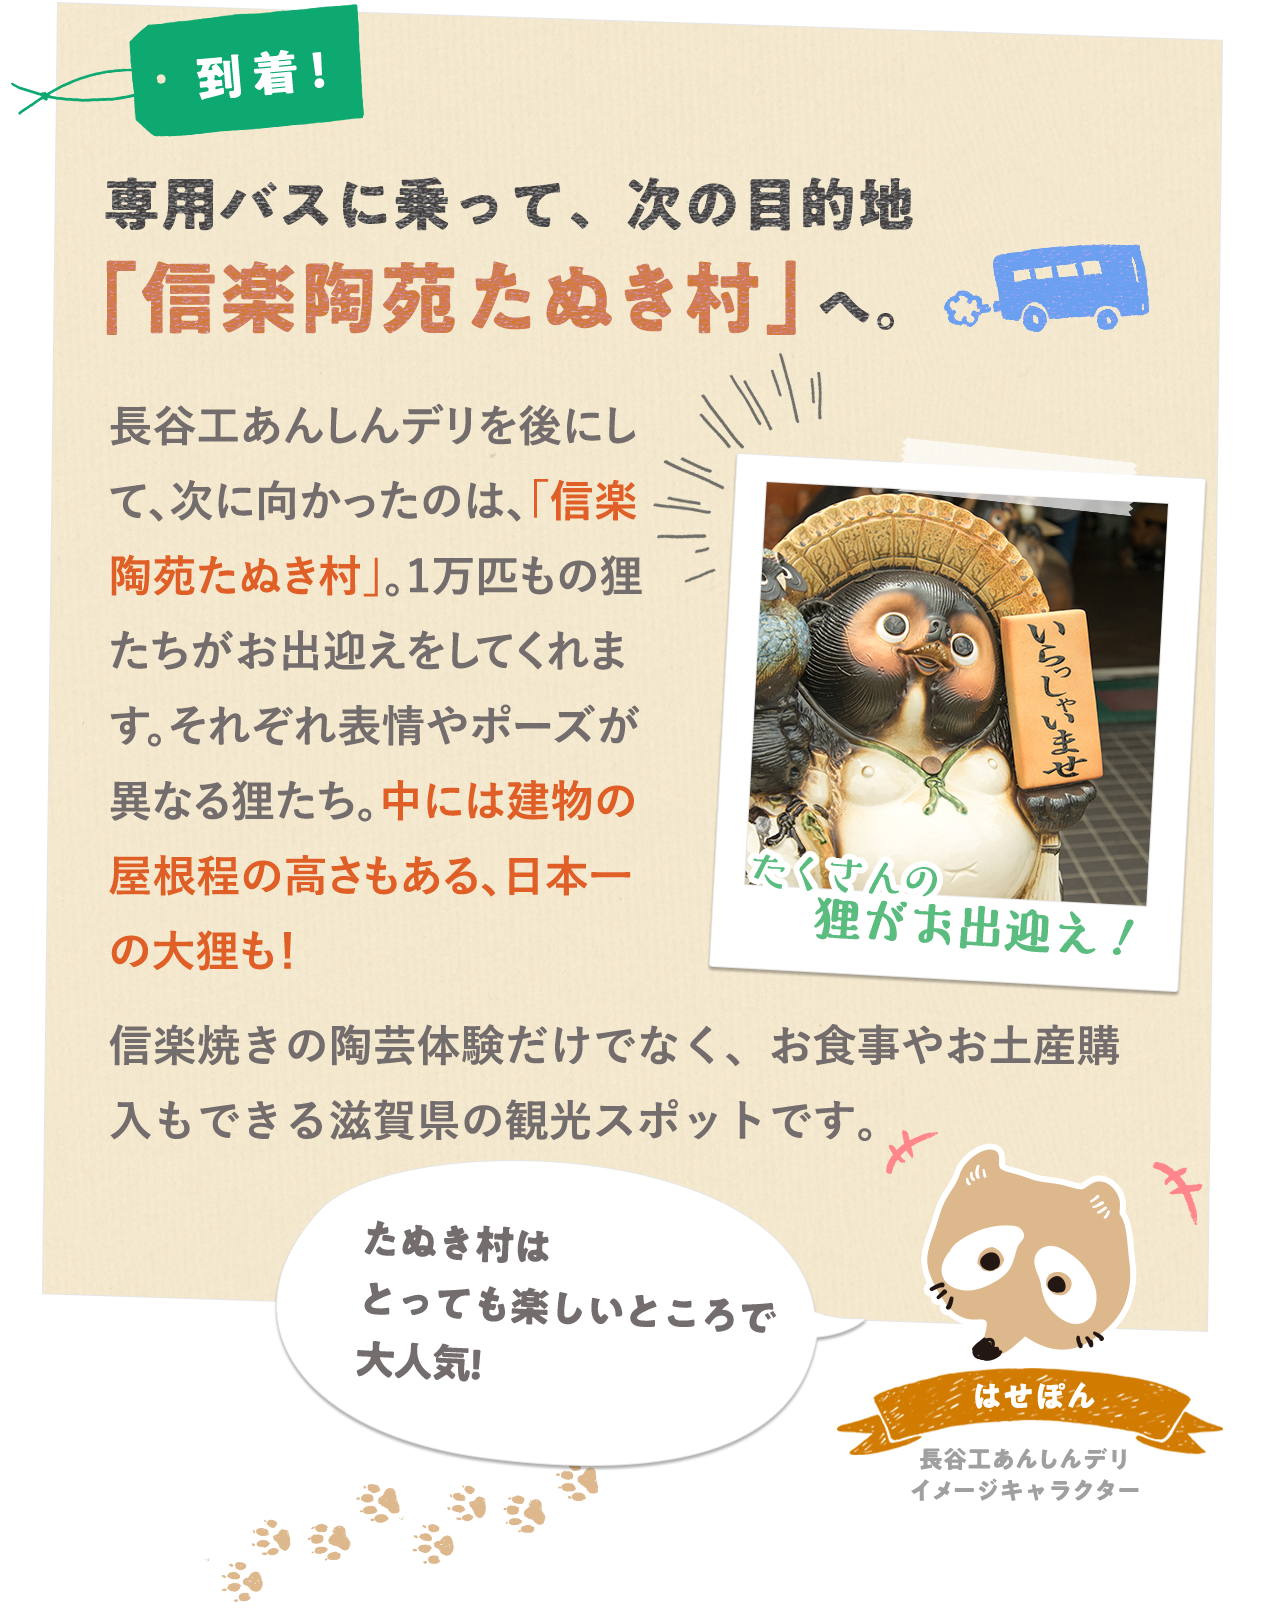 到着！
専用バスに乗って、次の目的地
「信楽陶苑たぬき村」へ。
長谷工あんしんデリを後にし
て、次に向かったのは、「信楽
陶苑たぬき村」。1万匹もの狸
たちがお出迎えをしてくれま
す。それぞれ表情やポーズが
異なる狸たち。中には建物の
屋根程の高さもある、日本一
の大狸も！
いらっしゃいませ
たくさんの
狸がお出迎え！
信楽焼きの陶芸体験だけでなく、お食事やお土産購
入もできる滋賀県の観光スポットです。
たぬき村は
とっても楽しいところで
大人気!
はせぽん
長谷工あんしんデリ
イメージキャラクター